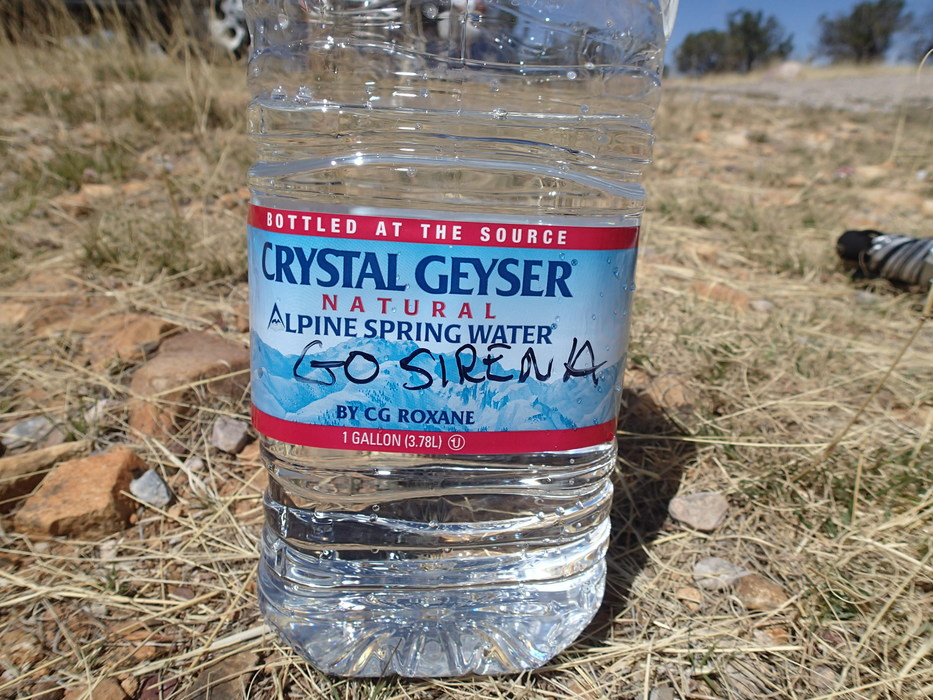 BOTTLED AT THE SOURCE
CRYSTAL GEYSER®
NATURAL
ALPINE SPRING WATER®
GO SIRENA
BY CG ROXANE
1 GALLON (3.78L) U